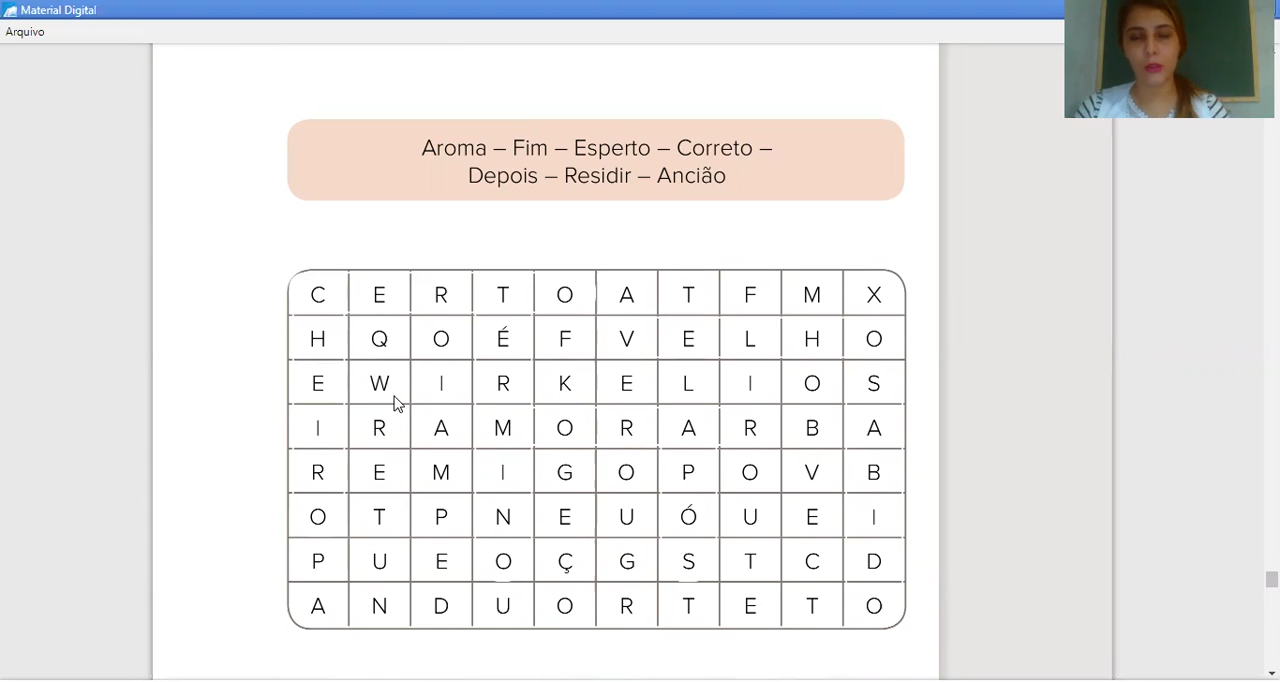 Material Digital
Arquivo
Aroma – Fim – Esperto – Correto –
Depois – Residir – Ancião
C E R T O A T F M X
H Q O É F V E L H O
E W I R K E L I O S
I R A M O R A R B A
R E M I G O P O V B
O T P N E U Ó U E I
P U E O Ç G S T C D
A N D U O R T E T O